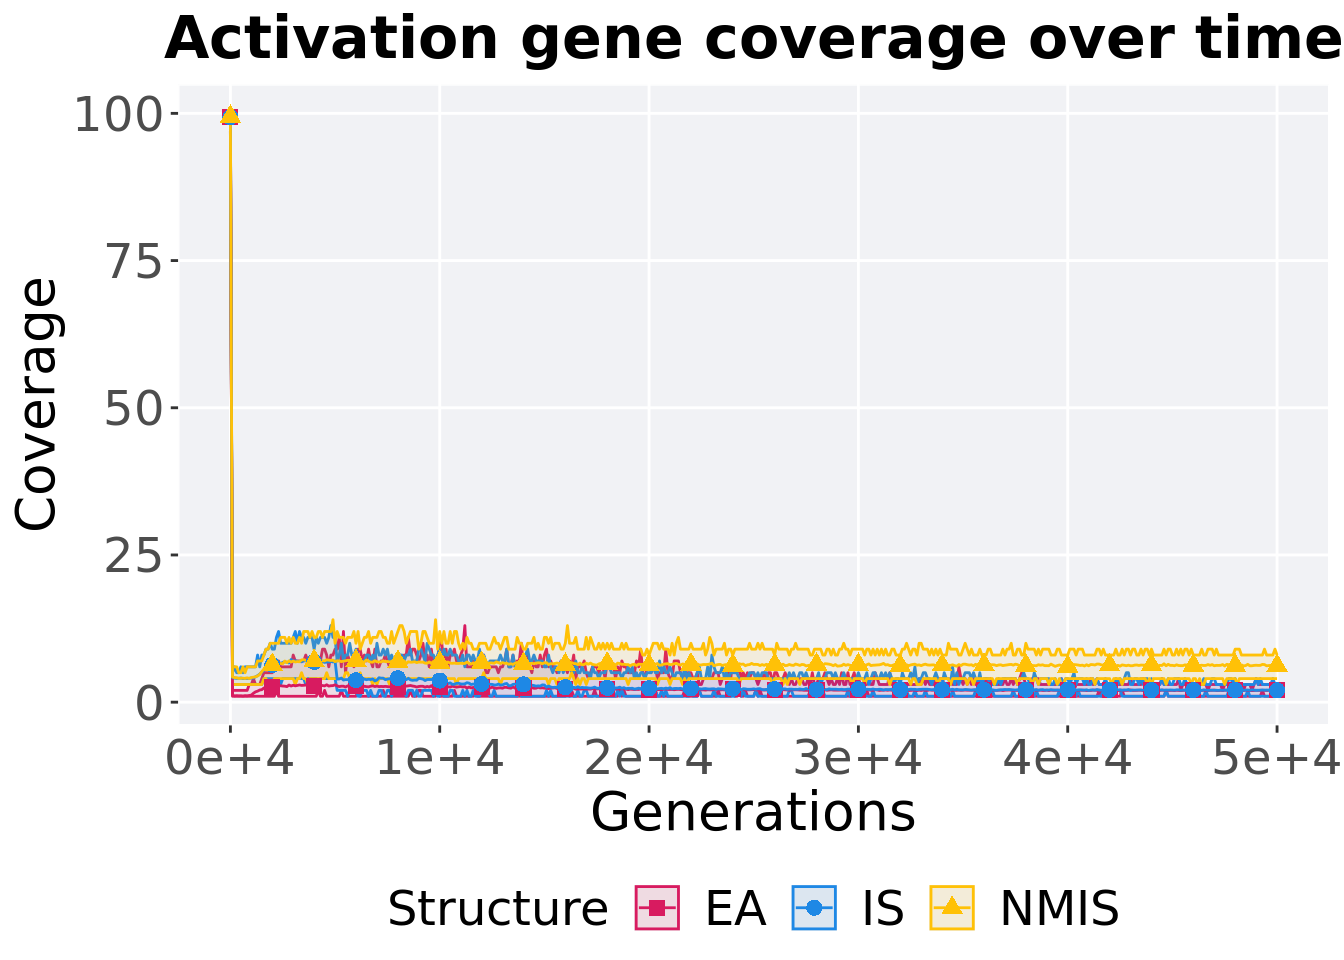 Activation gene coverage over time
Coverage
100
75
50
25
0
0e+4 1e+4 2e+4 3e+4 4e+4 5e+4
Generations
Structure EA IS NMIS